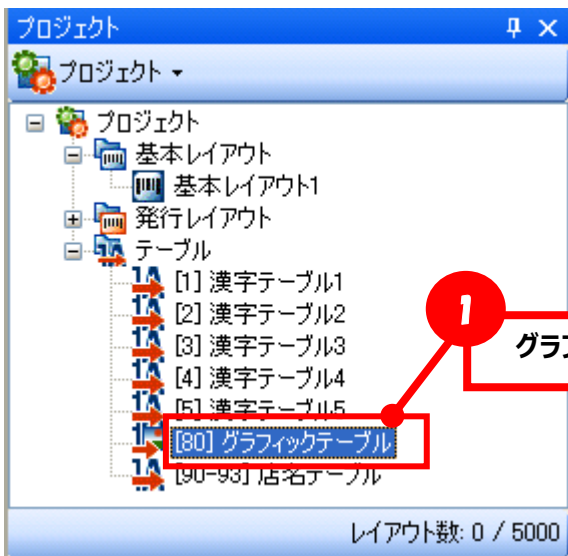 プロジェクト
プロジェクト
プロジェクト
基本レイアウト
基本レイアウト1
発行レイアウト
テーブル
[1] 漢字テーブル1
[2] 漢字テーブル2
1
[3] 漢字テーブル3
グラフ
[4] 漢字テーブル4
[5] 漢字テーブル5
[80] グラフィックテーブル
[90-93] 店名テーブル
レイアウト数: 0 / 5000